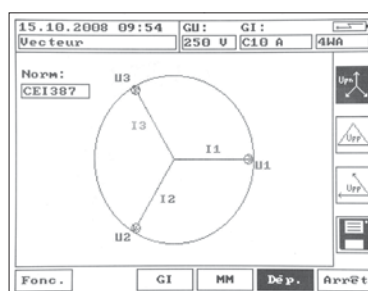 15.10.2008 09:54 GU: GI:
Vecteur 250 V C10 A 4WA
Norm:
CEI387
U3
I3
I1
U1
I2
U2
Upn
Upp
Upp
Fonc. GI MM Dép. Arrêt